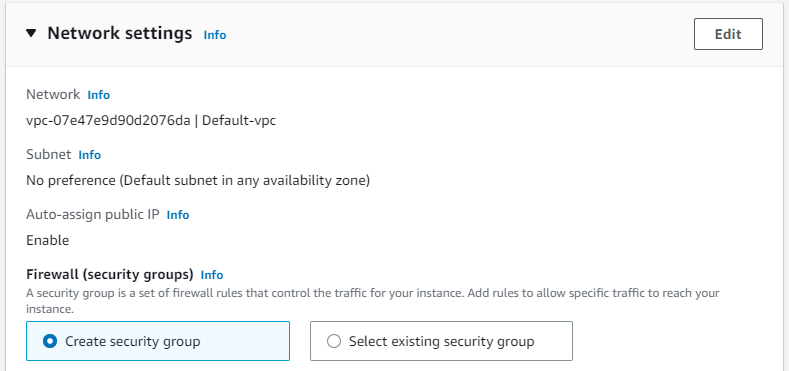 Network settings Info Edit
Network Info
vpc-07e47e9d90d2076da | Default-vpc
Subnet Info
No preference (Default subnet in any availability zone)
Auto-assign public IP Info
Enable
Firewall (security groups) Info
A security group is a set of firewall rules that control the traffic for your instance. Add rules to allow specific traffic to reach your
instance.
Create security group Select existing security group